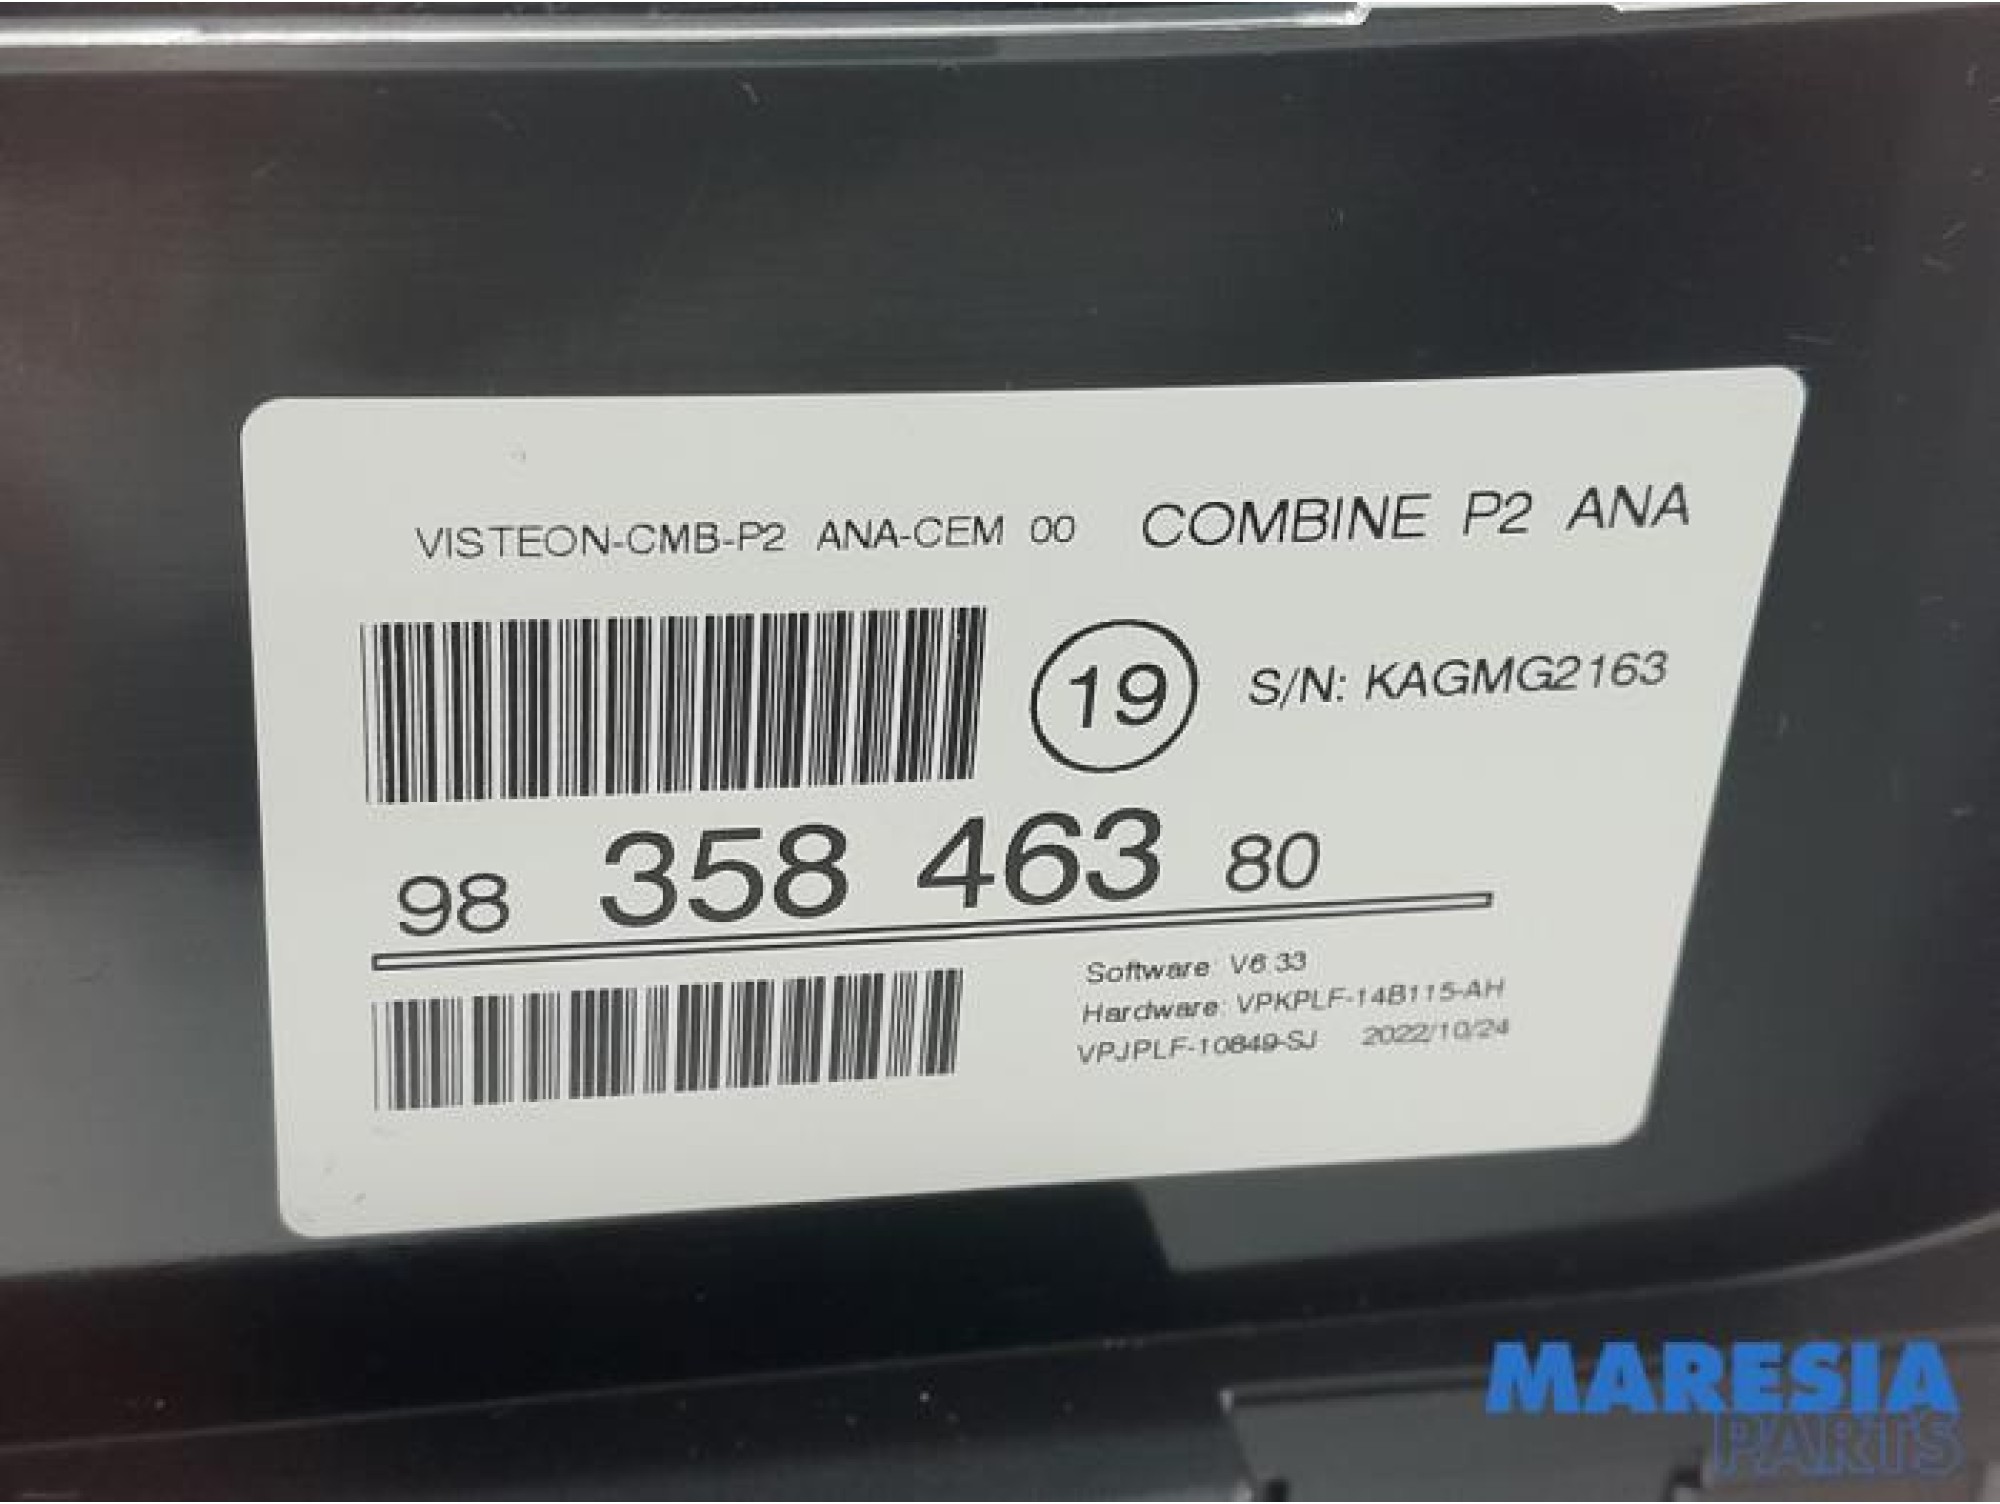 VISTEON-CMB-P2 ANA-CEM 00 COMBINE P2 ANA
19 S/N: KAGMG2163
98 358 463 80
Software: V6.33
Hardware: VPKPLF-14B115-AH
VPJPLF-10849-SJ 2022/10/24
MARESIA
PARTS